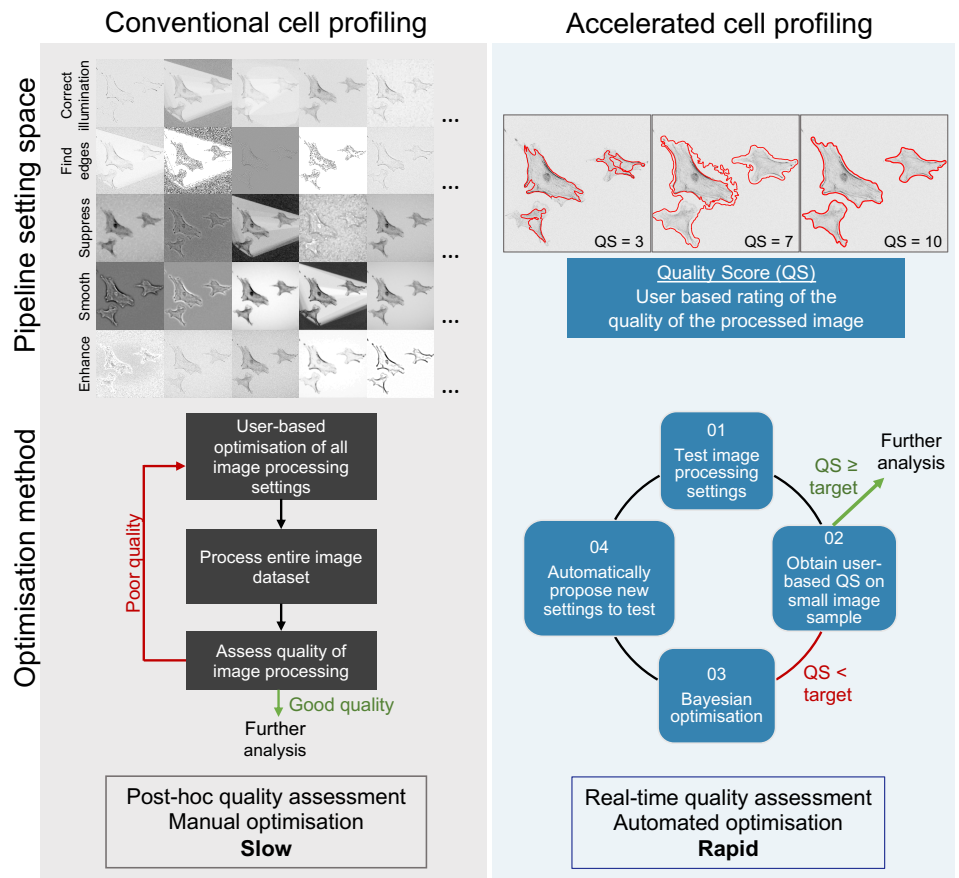 Conventional cell profiling
Accelerated cell profiling
Pipeline setting space
Correct
illumination
...
Find
edges
...
Suppress
...
Smooth
...
Enhance
...
QS = 3
QS = 7
QS = 10
Quality Score (QS)
User based rating of the
quality of the processed image
Optimisation method
User-based
optimisation of all
image processing
settings
Process entire image
dataset
Assess quality of
image processing
Poor quality
Good quality
Further
analysis
01
Test image
processing
settings
QS ≥
target
Further
analysis
02
Obtain user-
based QS on
small image
sample
QS <
target
03
Bayesian
optimisation
04
Automatically
propose new
settings to test
Post-hoc quality assessment
Manual optimisation
Slow
Real-time quality assessment
Automated optimisation
Rapid